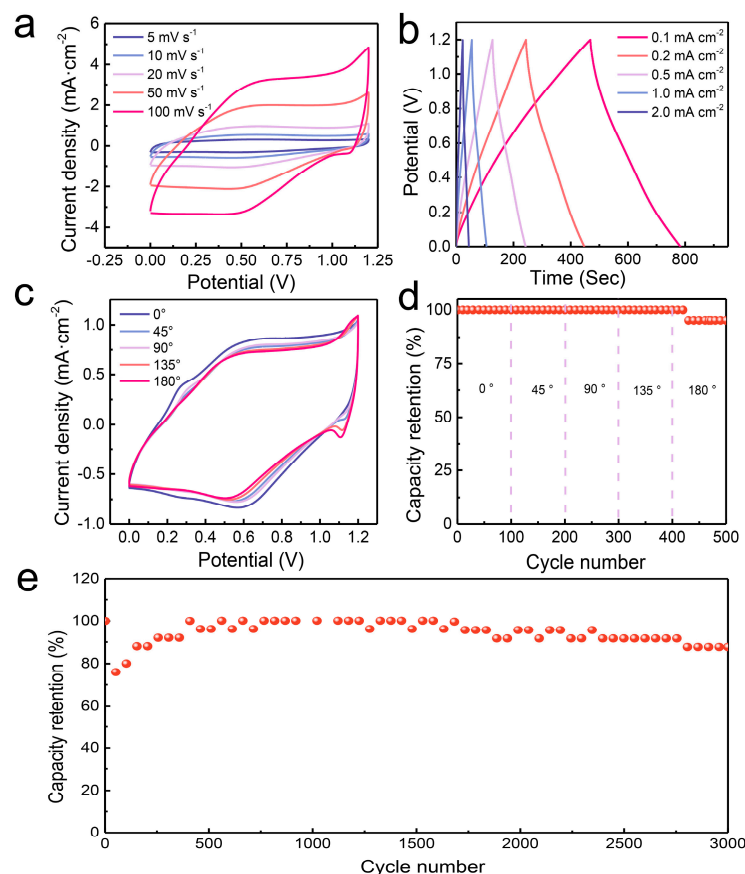 a
6
4
2
0
-2
-4
-0.25
0.00
0.25
0.50
0.75
1.00
1.25
Current density (mA·cm⁻²)
Potential (V)
5 mV s⁻¹
10 mV s⁻¹
20 mV s⁻¹
50 mV s⁻¹
100 mV s⁻¹
b
1.2
1.0
0.8
0.6
0.4
0.2
0.0
0
200
400
600
800
Potential (V)
Time (Sec)
0.1 mA cm⁻²
0.2 mA cm⁻²
0.5 mA cm⁻²
1.0 mA cm⁻²
2.0 mA cm⁻²
c
1.0
0.5
0.0
-0.5
-1.0
0.0
0.2
0.4
0.6
0.8
1.0
1.2
Current density (mA·cm⁻²)
Potential (V)
0°
45°
90°
135°
180°
d
100
75
50
25
0
0
100
200
300
400
500
Capacity retention (%)
Cycle number
0 °
45 °
90 °
135 °
180 °
e
120
100
80
60
40
20
0
0
500
1000
1500
2000
2500
3000
Capacity retention (%)
Cycle number